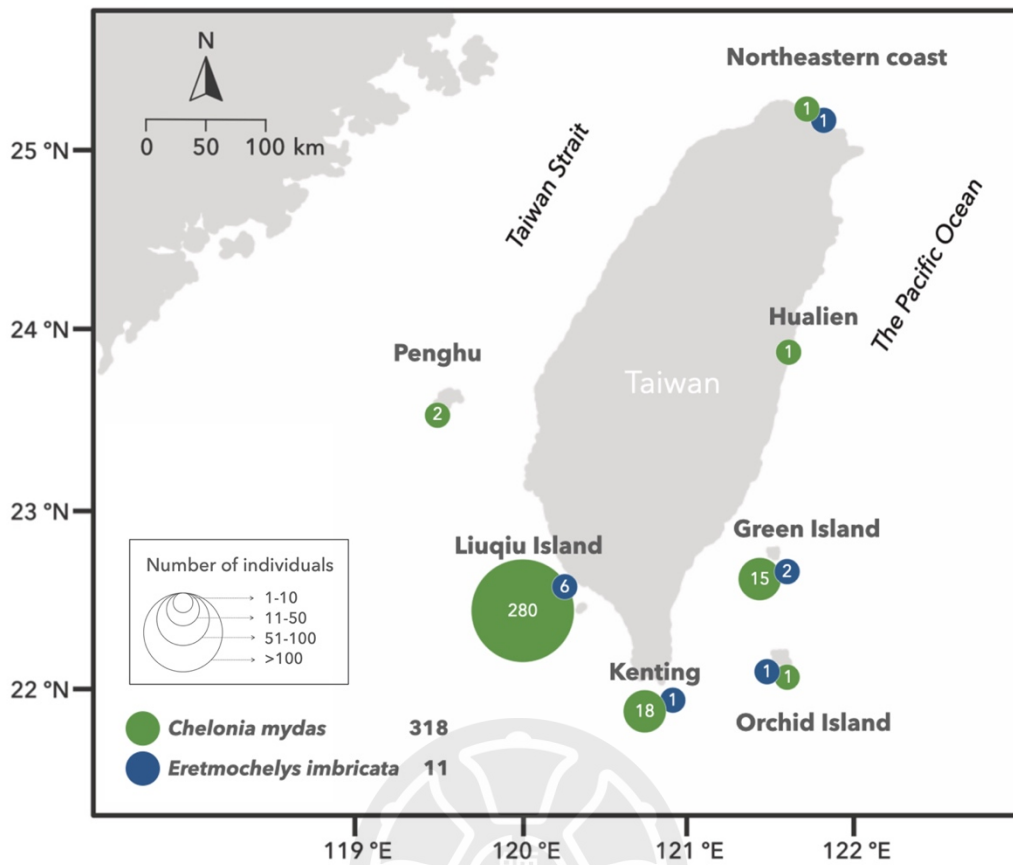 Northeastern coast
N
0 50 100 km
1
1
25 °N
Taiwan Strait
The Pacific Ocean
24 °N
Hualien
1
Penghu
2
Taiwan
23 °N
Green Island
15
2
Liuqiu Island
6
280
Number of individuals
1-10
11-50
51-100
>100
22 °N
Kenting
1
18
1
1
Orchid Island
Chelonia mydas 318
Eretmochelys imbricata 11
119 °E
120 °E
121 °E
122 °E